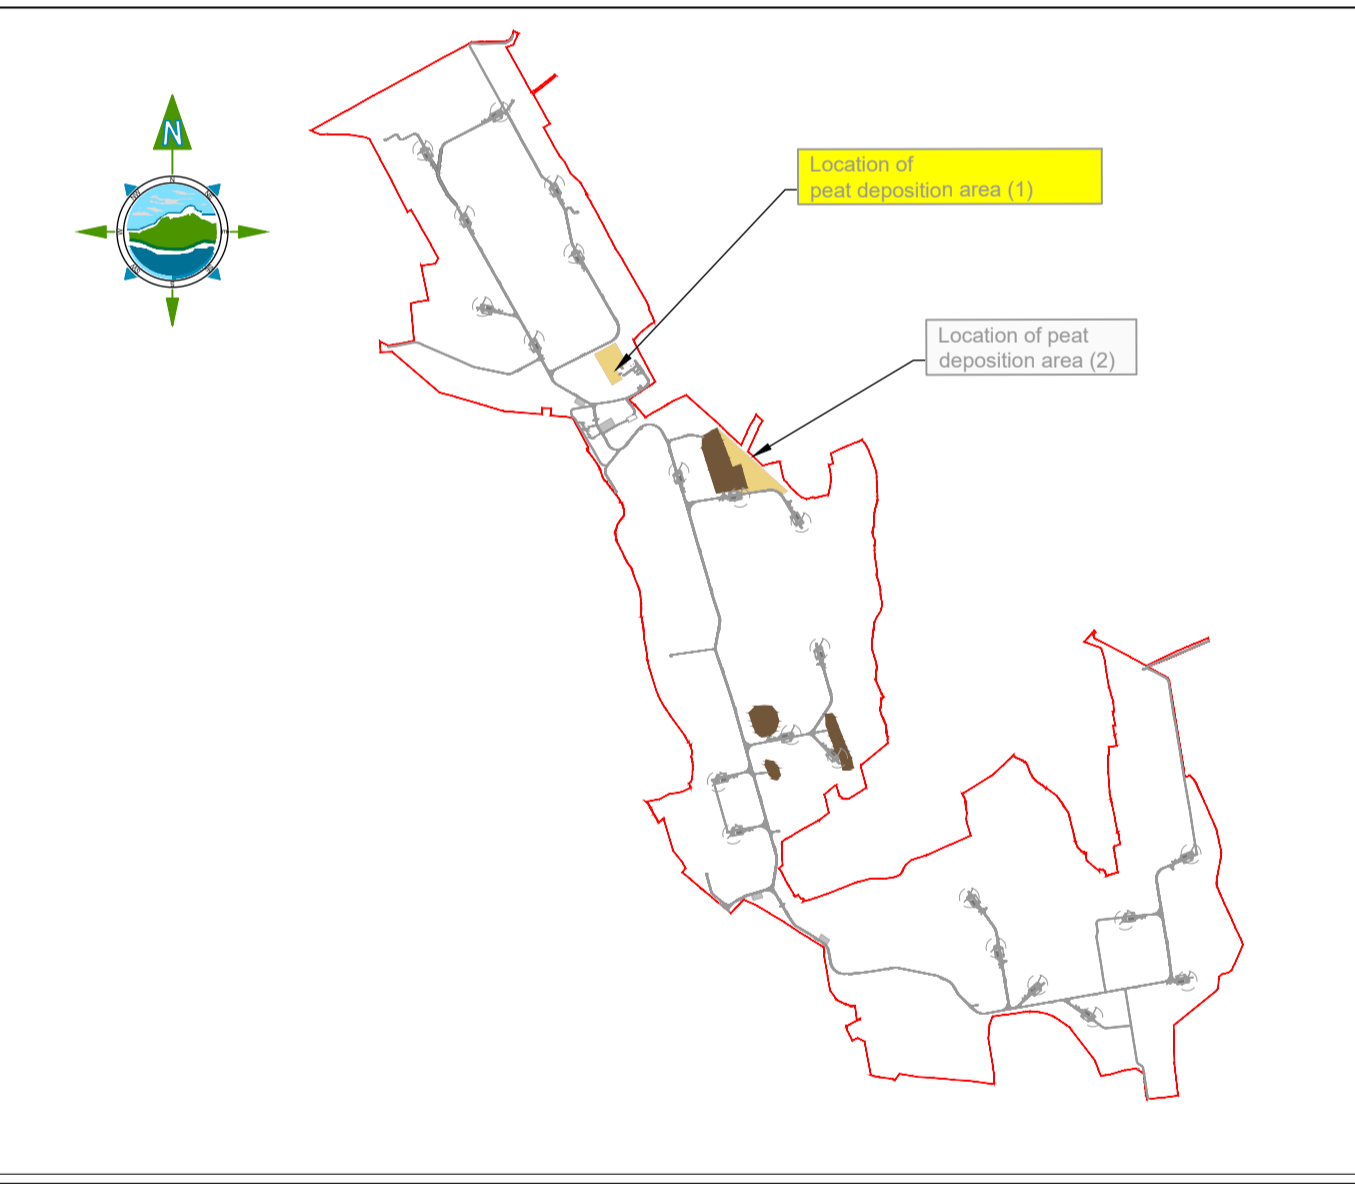 N
Location of
peat deposition area (1)
Location of peat
deposition area (2)